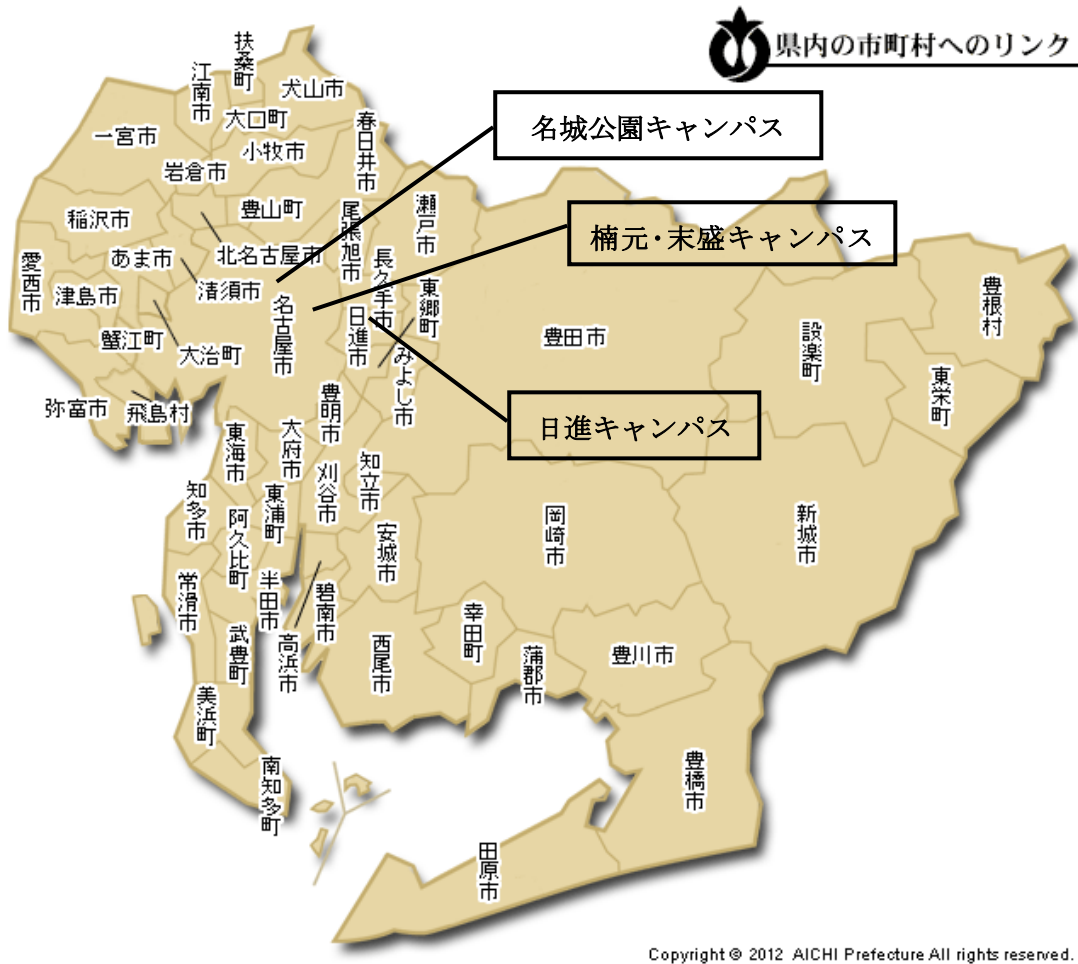 県内の市町村へのリンク
扶桑町
江南市
犬山市
大口町
春日井市
名城公園キャンパス
一宮市
小牧市
岩倉市
瀬戸市
稲沢市
豊山町
尾張旭市
楠元・末盛キャンパス
北名古屋市
あま市
長久手市
愛西市
清須市
東郷町
豊根村
津島市
名古屋市
日進市
豊田市
設楽町
蟹江町
大治町
みよし市
東栄町
弥富市
飛島村
豊明市
日進キャンパス
東海市
大府市
知立市
刈谷市
知多市
東浦町
阿久比町
安城市
岡崎市
新城市
常滑市
半田市
碧南市
武豊町
高浜市
西尾市
幸田町
蒲郡市
豊川市
美浜町
南知多町
豊橋市
田原市
Copyright © 2012 AICHI Prefecture All rights reserved.